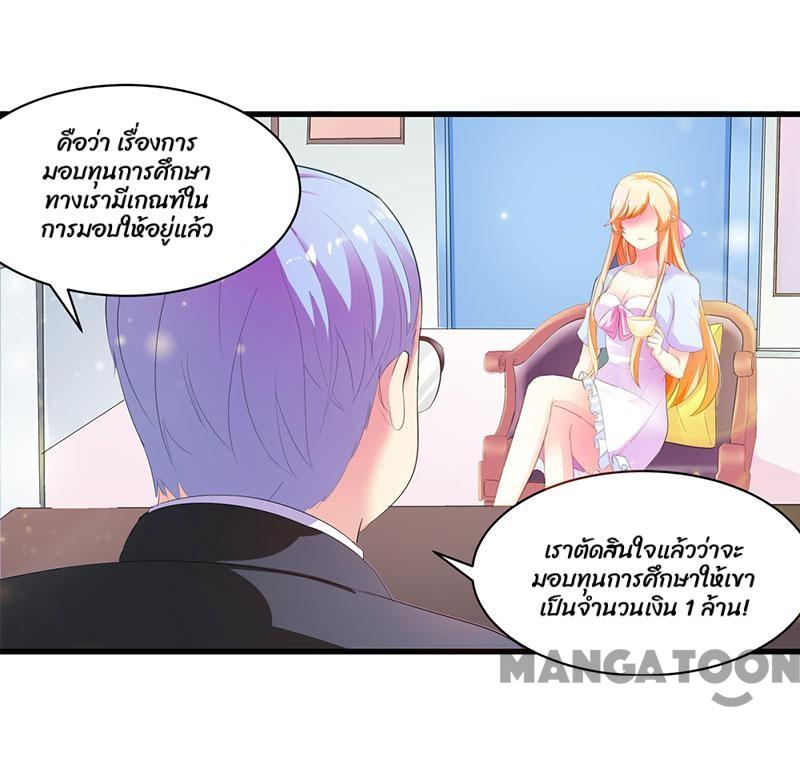 คือว่า เรื่องการ
มอบทุนการศึกษา
ทางเรามีเกณฑ์ใน
การมอบให้อยู่แล้ว
เราตัดสินใจแล้วว่าจะ
มอบทุนการศึกษาให้เขา
เป็นจำนวนเงิน 1 ล้าน!
MANGATOON